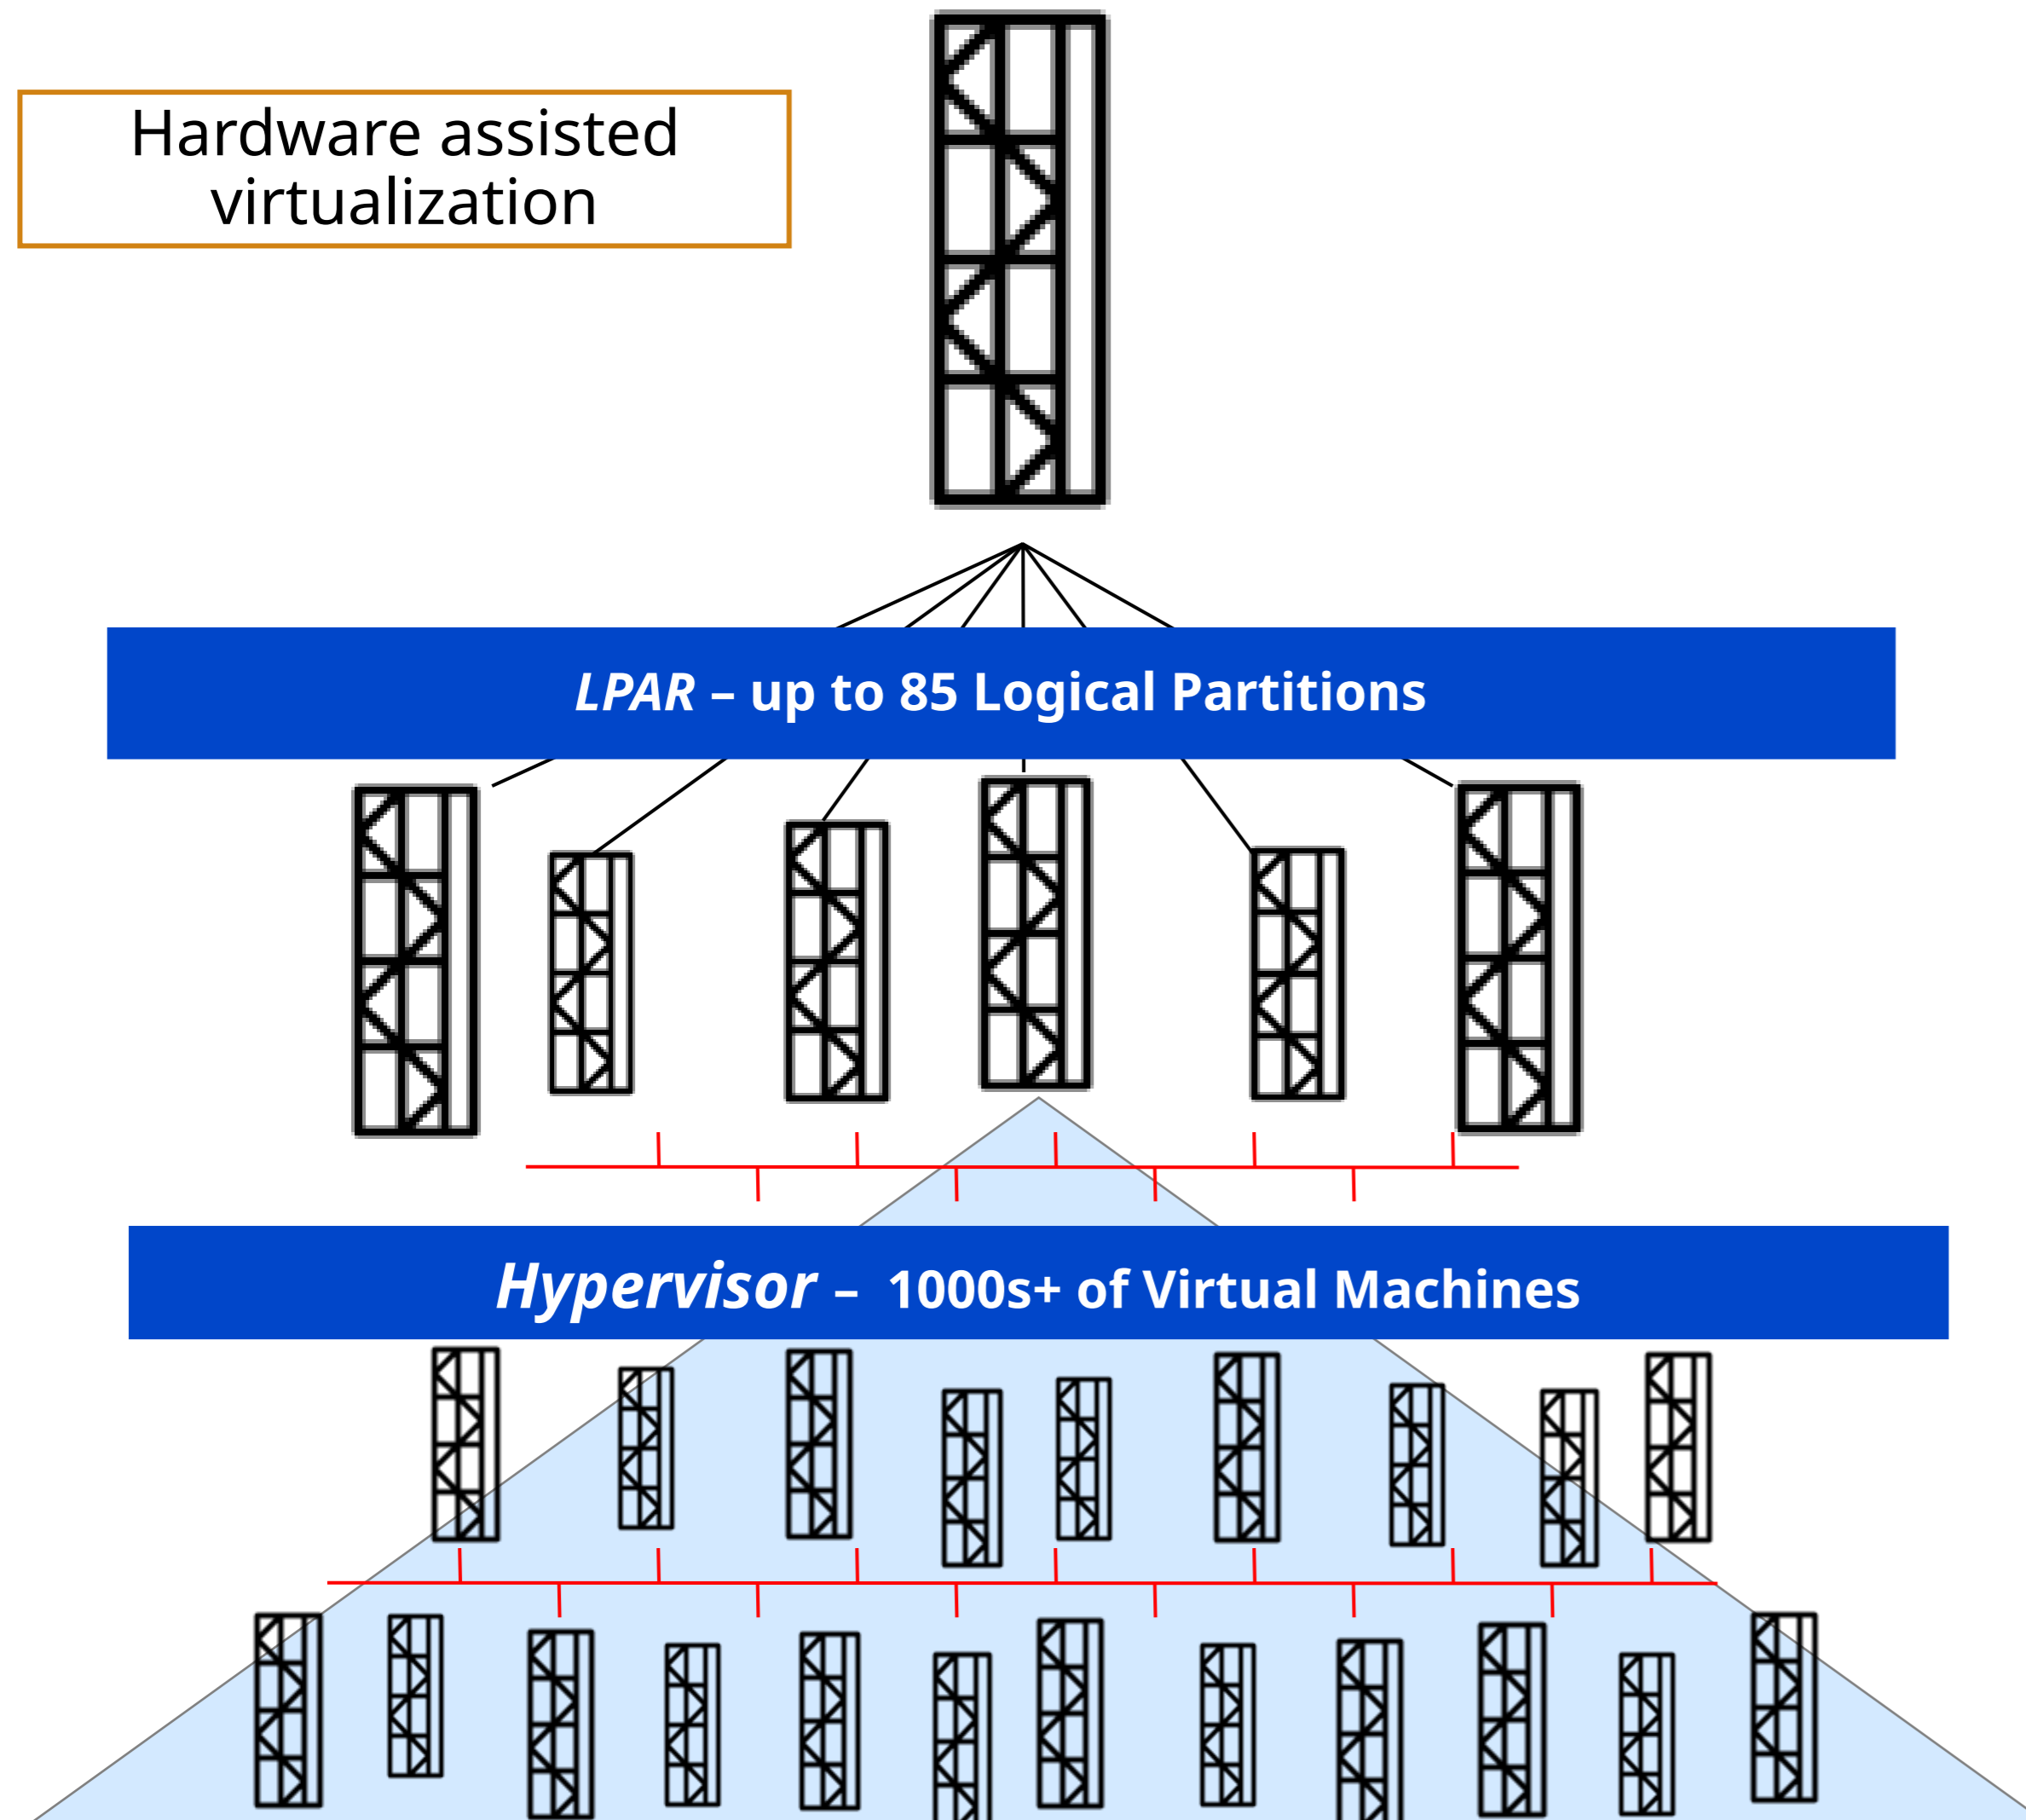 Hardware assisted
virtualization
LPAR – up to 85 Logical Partitions
Hypervisor – 1000s+ of Virtual Machines